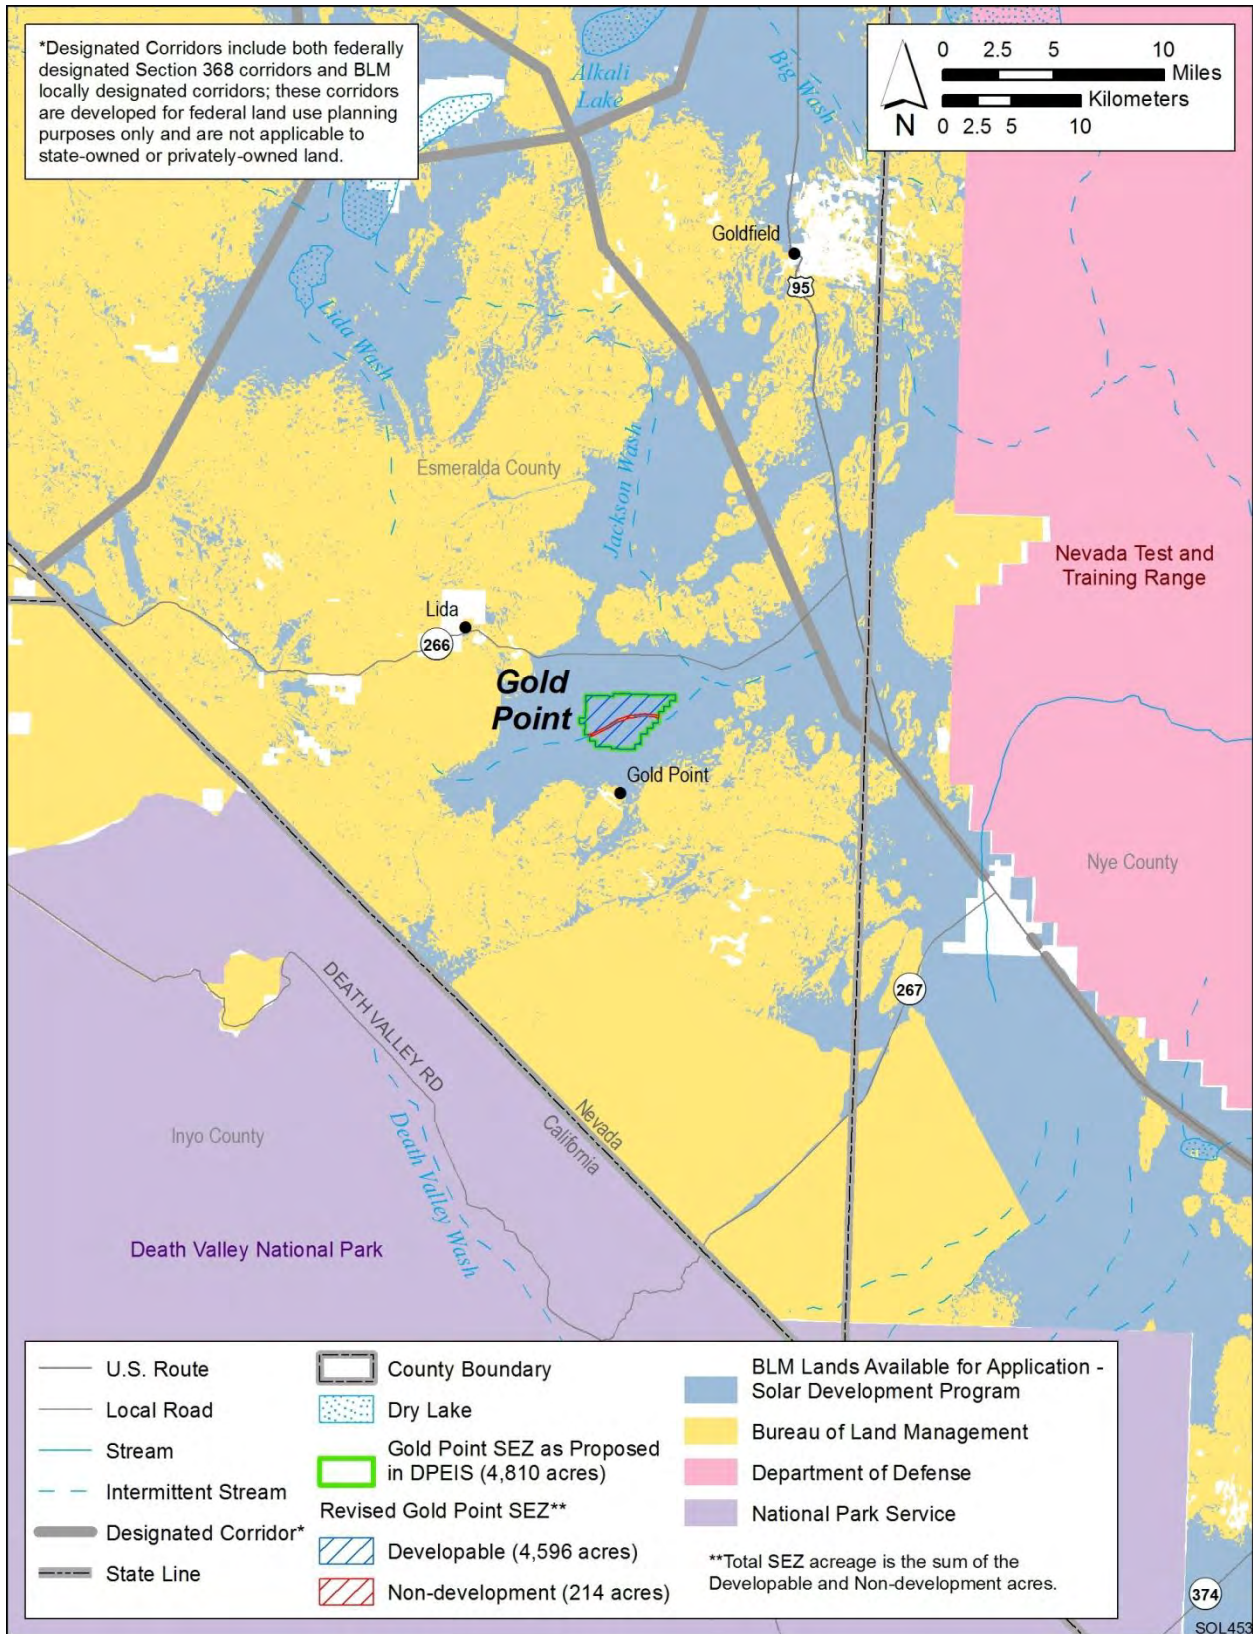 *Designated Corridors include both federally
designated Section 368 corridors and BLM
locally designated corridors; these corridors
are developed for federal land use planning
purposes only and are not applicable to
state-owned or privately-owned land.
Alkali
Lake
Big Wash
N
0 2.5 5 10
Miles
Kilometers
0 2.5 5 10
Goldfield
95
Lida Wash
Esmeralda County
Jackson Wash
Nevada Test and
Training Range
Lida
266
Gold
Point
Gold Point
Nye County
267
DEATH VALLEY RD
Nevada
California
Inyo County
Death Valley Wash
Death Valley National Park
U.S. Route
Local Road
Stream
Intermittent Stream
Designated Corridor*
State Line
County Boundary
Dry Lake
Gold Point SEZ as Proposed
in DPEIS (4,810 acres)
Revised Gold Point SEZ**
Developable (4,596 acres)
Non-development (214 acres)
BLM Lands Available for Application -
Solar Development Program
Bureau of Land Management
Department of Defense
National Park Service
**Total SEZ acreage is the sum of the
Developable and Non-development acres.
374
SOL453